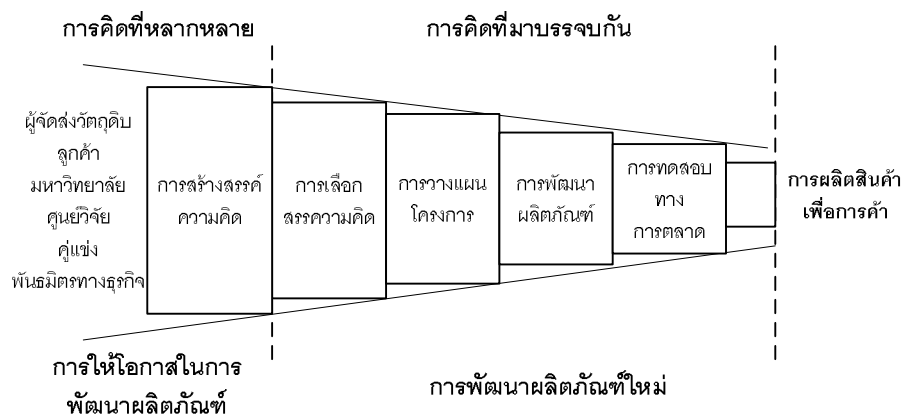 การคิดที่หลากหลาย
การคิดที่มาบรรจบกัน
ผู้จัดส่งวัตถุดิบ
ลูกค้า
มหาวิทยาลัย
ศูนย์วิจัย
คู่แข่ง
พันธมิตรทางธุรกิจ
การสร้างสรรค์
ความคิด
การเลือก
สรรความคิด
การวางแผน
โครงการ
การพัฒนา
ผลิตภัณฑ์
การทดสอบ
ทาง
การตลาด
การผลิตสินค้า
เพื่อการค้า
การให้โอกาสในการ
พัฒนาผลิตภัณฑ์
การพัฒนาผลิตภัณฑ์ใหม่